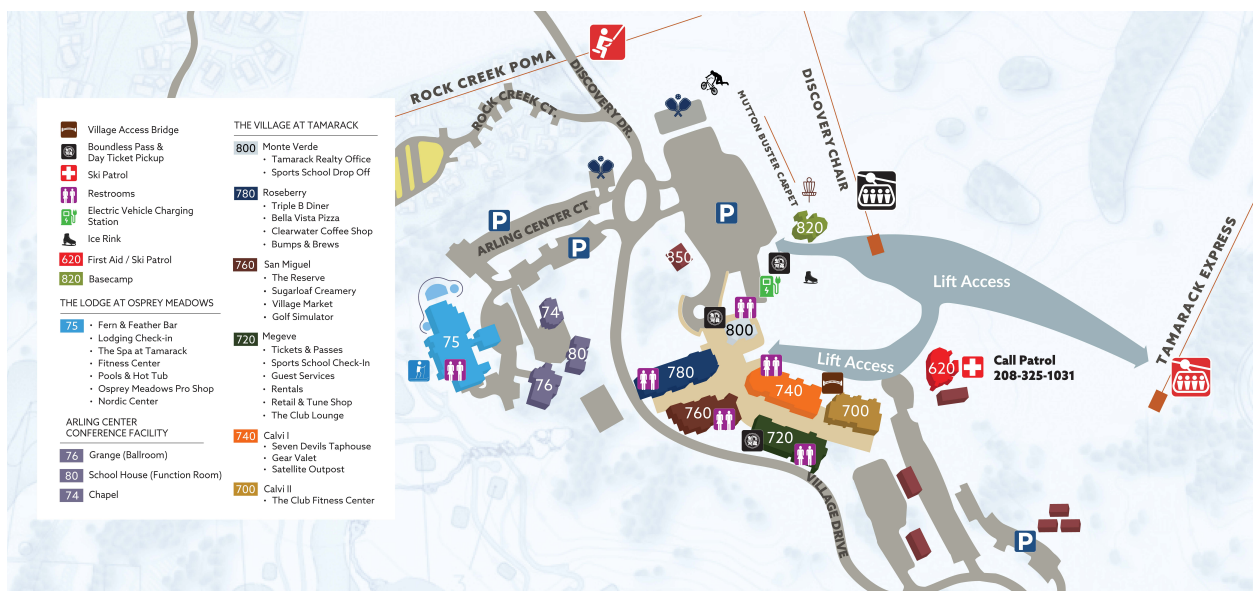 Village Access Bridge
Boundless Pass &
Day Ticket Pickup
Ski Patrol
Restrooms
Electric Vehicle Charging
Station
Ice Rink
620 First Aid / Ski Patrol
820 Basecamp
THE LODGE AT OSPREY MEADOWS
75 • Fern & Feather Bar
• Lodging Check-in
• The Spa at Tamarack
• Fitness Center
• Pools & Hot Tub
• Osprey Meadows Pro Shop
• Nordic Center
ARLING CENTER
CONFERENCE FACILITY
76 Grange (Ballroom)
80 School House (Function Room)
74 Chapel
THE VILLAGE AT TAMARACK
800 Monte Verde
• Tamarack Realty Office
• Sports School Drop Off
780 Roseberry
• Triple B Diner
• Bella Vista Pizza
• Clearwater Coffee Shop
• Bumps & Brews
760 San Miguel
• The Reserve
• Sugarloaf Creamery
• Village Market
• Golf Simulator
720 Megeve
• Tickets & Passes
• Sports School Check-In
• Guest Services
• Rentals
• Retail & Tune Shop
• The Club Lounge
740 Calvi I
• Seven Devils Taphouse
• Gear Valet
• Satellite Outpost
700 Calvi II
• The Club Fitness Center
ROCK CREEK POMA
ROCK CREEK CT.
DISCOVERY DR.
MUTTON BUSTER CARPET
DISCOVERY CHAIR
TAMARACK EXPRESS
ARLING CENTER CT
P
P
P
820
850
Lift Access
74
75
80
76
800
Lift Access
780
740
760
700
720
620
Call Patrol
208-325-1031
VILLAGE DRIVE
P